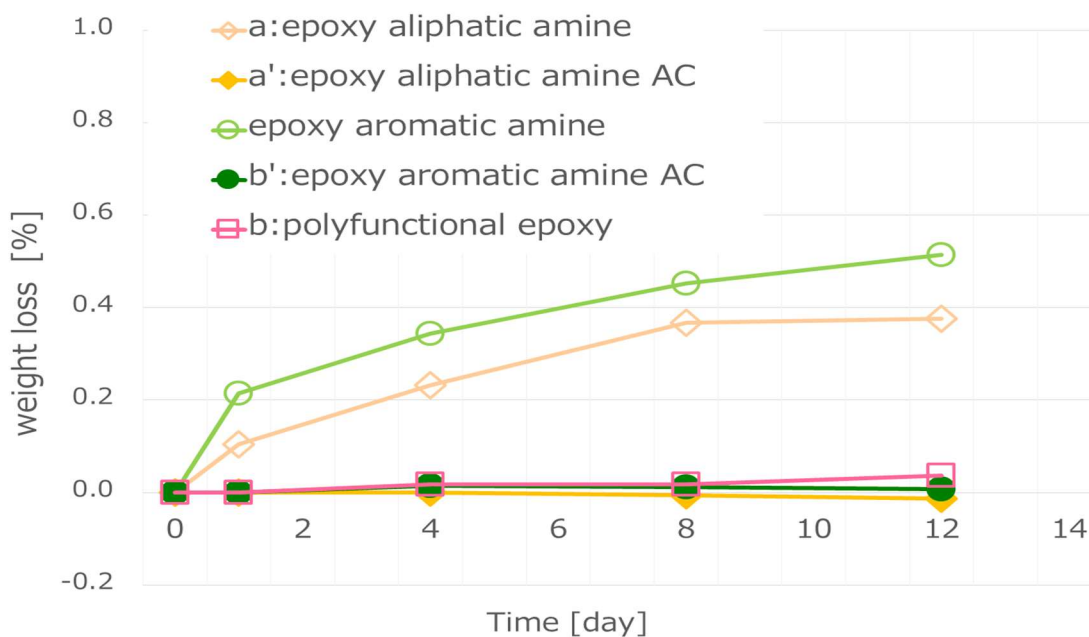 1.0
a:epoxy aliphatic amine
a':epoxy aliphatic amine AC
0.8
epoxy aromatic amine
b':epoxy aromatic amine AC
0.6
b:polyfunctional epoxy
weight loss [%]
0.4
0.2
0.0
0 2 4 6 8 10 12 14
-0.2
Time [day]